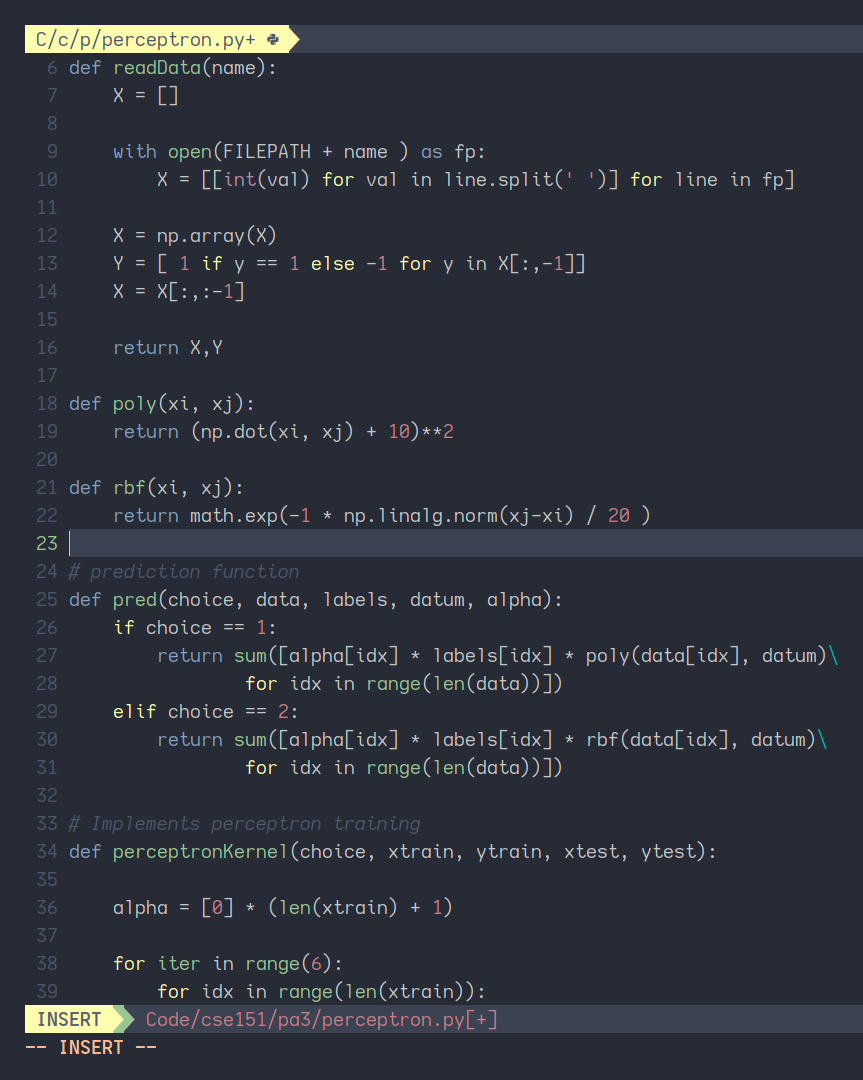 C/c/p/perceptron.py+
6 def readData(name):
7     X = []
8
9     with open(FILEPATH + name ) as fp:
10         X = [[int(val) for val in line.split(' ')] for line in fp]
11
12     X = np.array(X)
13     Y = [ 1 if y == 1 else -1 for y in X[:,-1]]
14     X = X[:,:-1]
15
16     return X,Y
17
18 def poly(xi, xj):
19     return (np.dot(xi, xj) + 10)**2
20
21 def rbf(xi, xj):
22     return math.exp(-1 * np.linalg.norm(xj-xi) / 20 )
23
24 # prediction function
25 def pred(choice, data, labels, datum, alpha):
26     if choice == 1:
27         return sum([alpha[idx] * labels[idx] * poly(data[idx], datum)\
28                 for idx in range(len(data))])
29     elif choice == 2:
30         return sum([alpha[idx] * labels[idx] * rbf(data[idx], datum)\
31                 for idx in range(len(data))])
32
33 # Implements perceptron training
34 def perceptronKernel(choice, xtrain, ytrain, xtest, ytest):
35
36     alpha = [0] * (len(xtrain) + 1)
37
38     for iter in range(6):
39         for idx in range(len(xtrain)):
INSERT Code/cse151/pa3/perceptron.py[+]
-- INSERT --